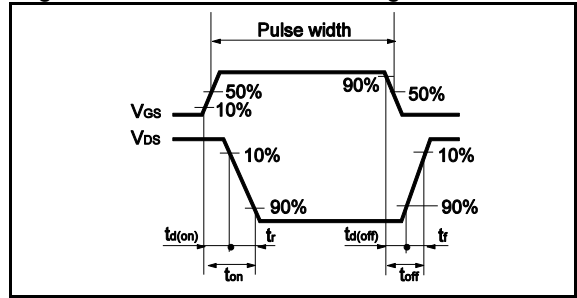 Pulse width
90%
50%
50%
10%
VGS
VDS
10%
10%
90%
90%
td(on)
tr
td(off)
tf
ton
toff